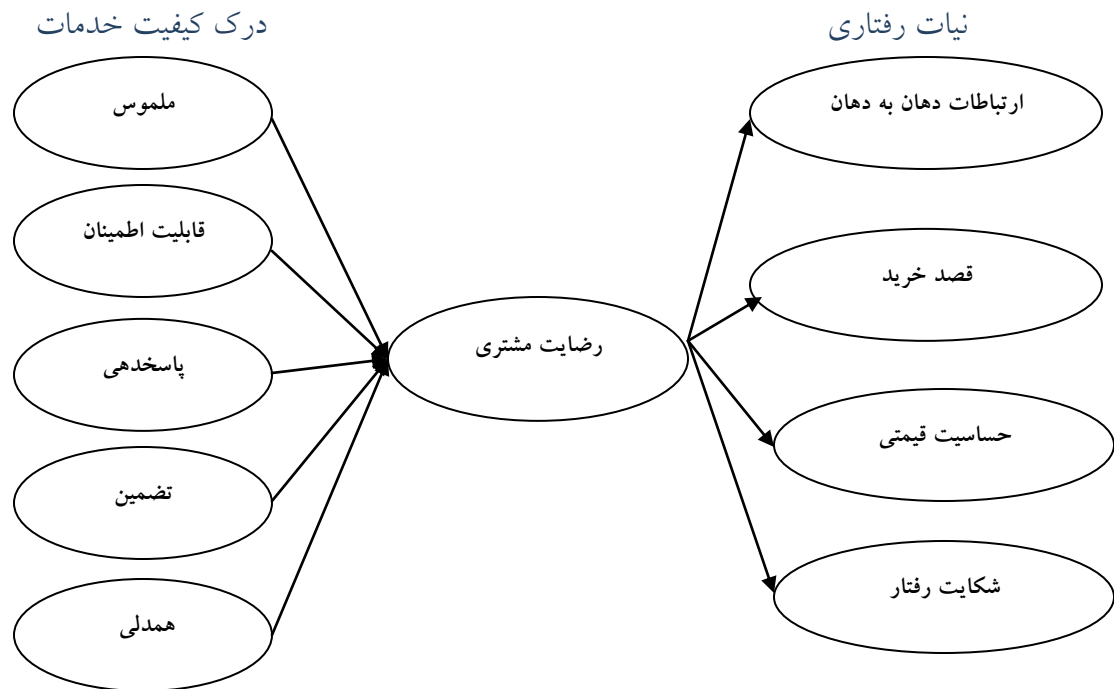 درک کیفیت خدمات
نیات رفتاری
ملموس
قابلیت اطمینان
پاسخدهی
تضمین
همدلی
رضایت مشتری
ارتباطات دهان به دهان
قصد خرید
حساسیت قیمتی
شکایت رفتار